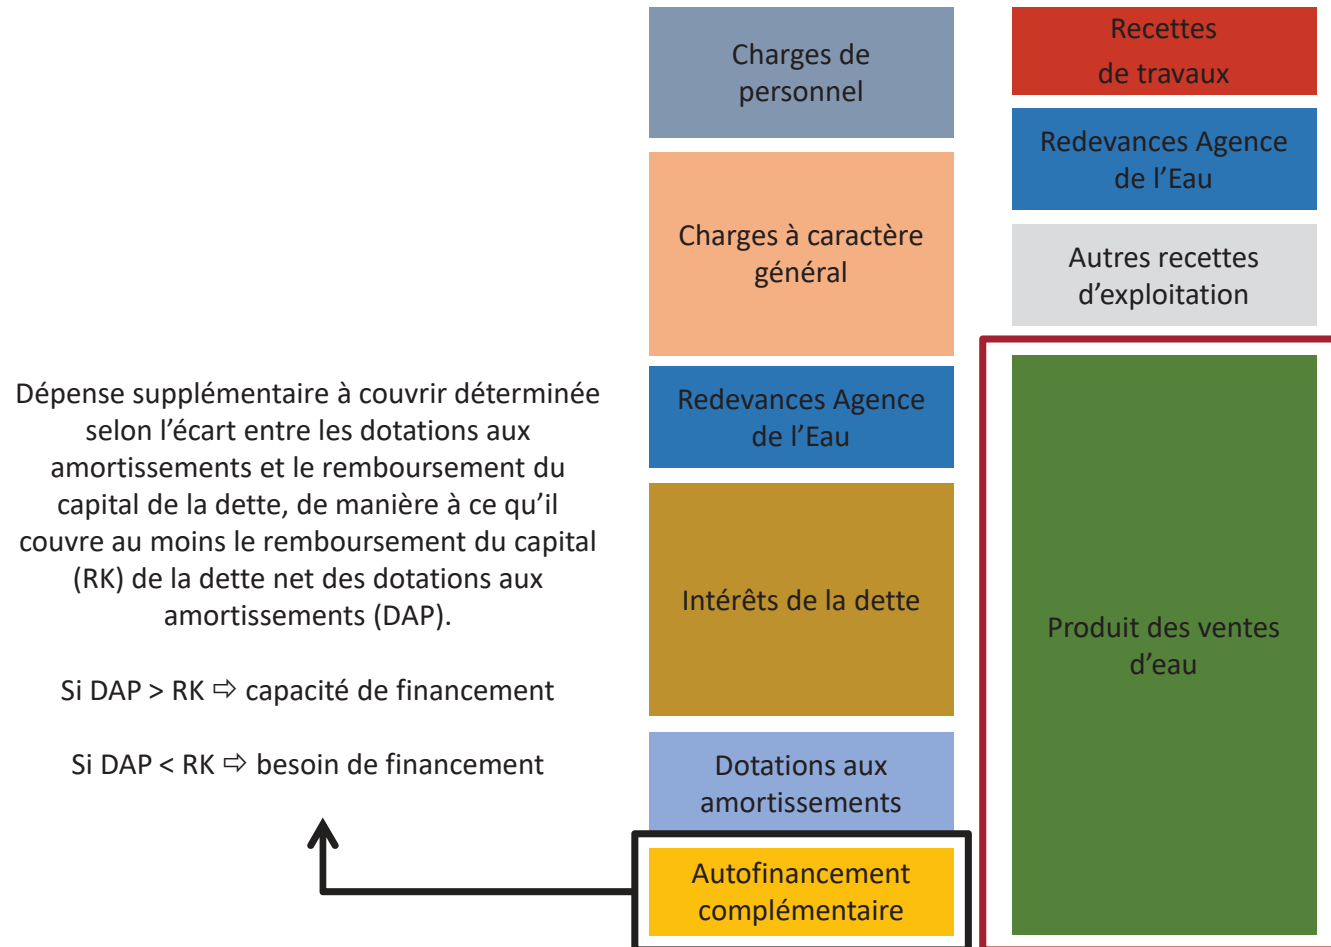 Charges de
personnel
Charges à caractère
général
Redevances Agence
de l’Eau
Intérêts de la dette
Dotations aux
amortissements
Autofinancement
complémentaire
Recettes
de travaux
Redevances Agence
de l’Eau
Autres recettes
d’exploitation
Produit des ventes
d’eau
Dépense supplémentaire à couvrir déterminée
selon l’écart entre les dotations aux
amortissements et le remboursement du
capital de la dette, de manière à ce qu’il
couvre au moins le remboursement du capital
(RK) de la dette net des dotations aux
amortissements (DAP).
Si DAP > RK ⇨ capacité de financement
Si DAP < RK ⇨ besoin de financement